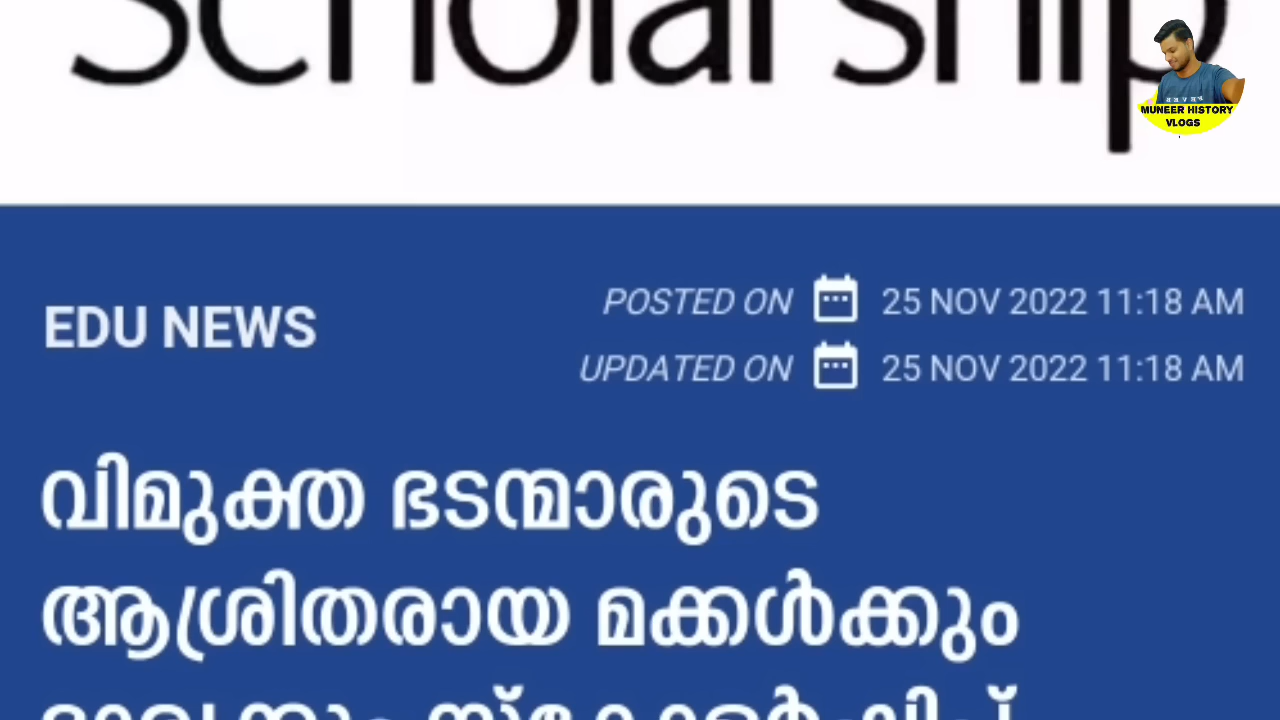 Scholarship
MUNEER HISTORY
VLOGS
EDU NEWS
POSTED ON 25 NOV 2022 11:18 AM
UPDATED ON 25 NOV 2022 11:18 AM
വിമുക്ത ഭടന്മാരുടെ
ആശ്രിതരായ മക്കൾക്കും